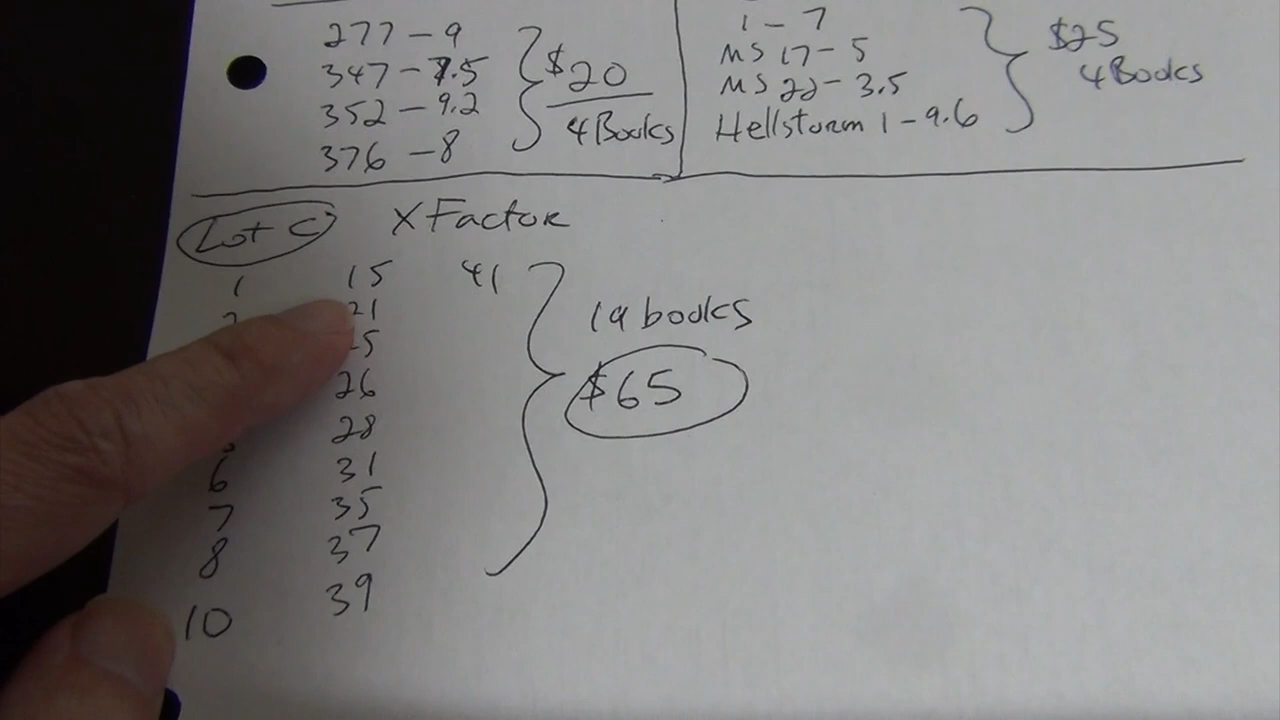 277 - 9
347 - 7.5
352 - 9.2
376 - 8
$20
4 Books
1 - 7
MS 17 - 5
MS 22 - 3.5
Hellstorm 1 - 9.6
$25
4 Books
Lot C
X Factor
1
6
7
8
10
15
21
26
28
31
35
37
39
41
19 books
$65